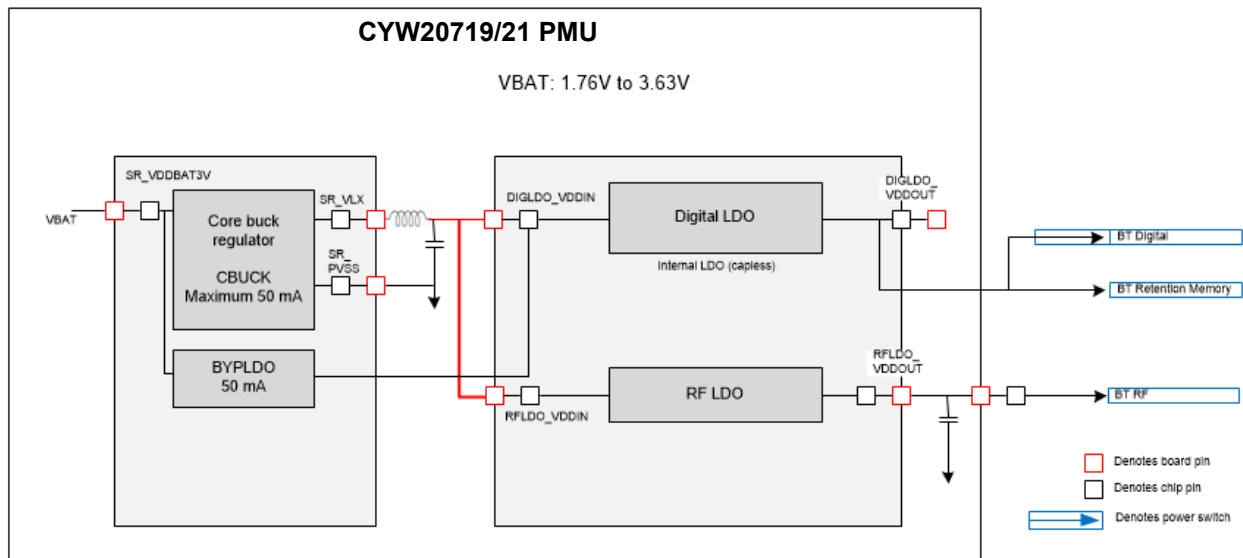 CYW20719/21 PMU
VBAT: 1.76V to 3.63V
SR_VDDBAT3V
VBAT
Core buck
regulator
CBUCK
Maximum 50 mA
SR_VLX
SR_
PVSS
BYPLDO
50 mA
DIGLDO_VDDIN
Digital LDO
Internal LDO (capless)
DIGLDO_
VDDOUT
BT Digital
BT Retention Memory
RFLDO_VDDIN
RF LDO
RFLDO_
VDDOUT
BT RF
Denotes board pin
Denotes chip pin
Denotes power switch